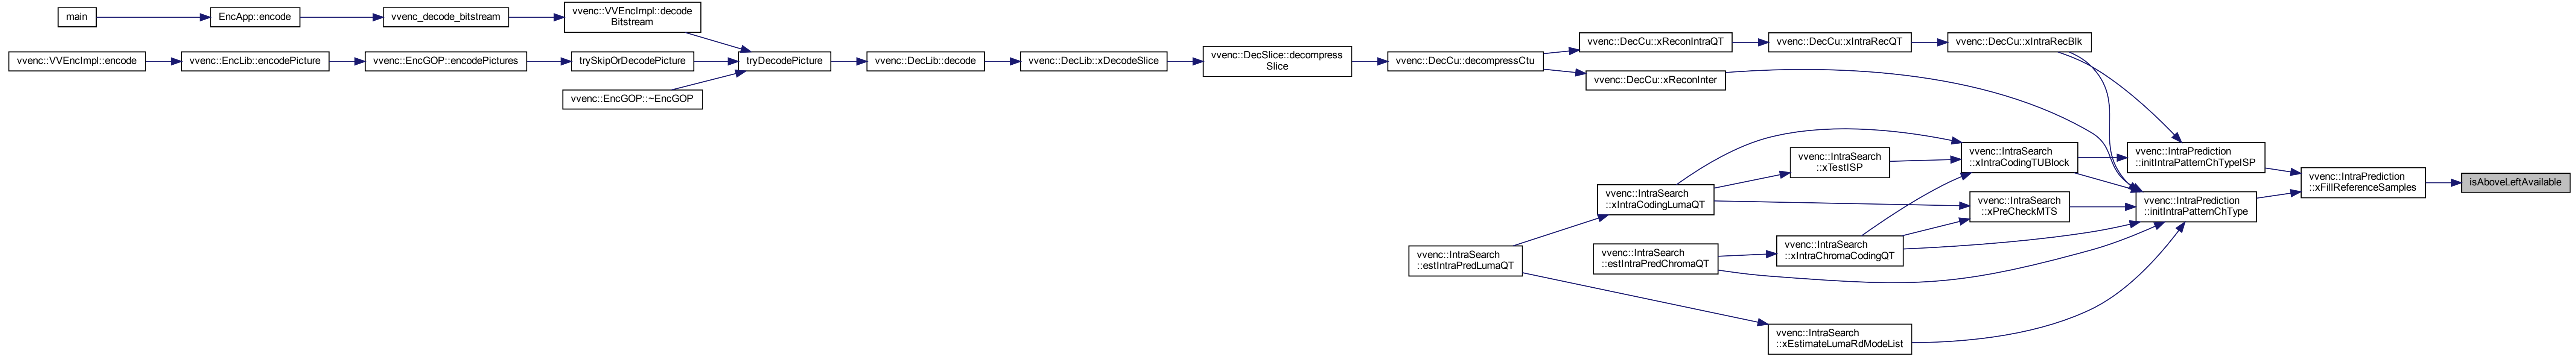 main
EncApp::encode
vvenc_decode_bitstream
vvenc::VVEncImpl::decode
Bitstream
vvenc::VVEncImpl::encode
vvenc::EncLib::encodePicture
vvenc::EncGOP::encodePictures
trySkipOrDecodePicture
vvenc::EncGOP::~EncGOP
tryDecodePicture
vvenc::DecLib::decode
vvenc::DecLib::xDecodeSlice
vvenc::DecSlice::decompress
Slice
vvenc::DecCu::decompressCtu
vvenc::DecCu::xReconIntraQT
vvenc::DecCu::xIntraRecQT
vvenc::DecCu::xIntraRecBlk
vvenc::DecCu::xReconInter
vvenc::IntraSearch
::xIntraCodingTUBlock
vvenc::IntraSearch
::xTestISP
vvenc::IntraSearch
::xIntraCodingLumaQT
vvenc::IntraSearch
::xPreCheckMTS
vvenc::IntraSearch
::estIntraPredLumaQT
vvenc::IntraSearch
::estIntraPredChromaQT
vvenc::IntraSearch
::xIntraChromaCodingQT
vvenc::IntraSearch
::xEstimateLumaRdModeList
vvenc::IntraPrediction
::initIntraPatternChTypeISP
vvenc::IntraPrediction
::initIntraPatternChType
vvenc::IntraPrediction
::xFillReferenceSamples
isAboveLeftAvailable